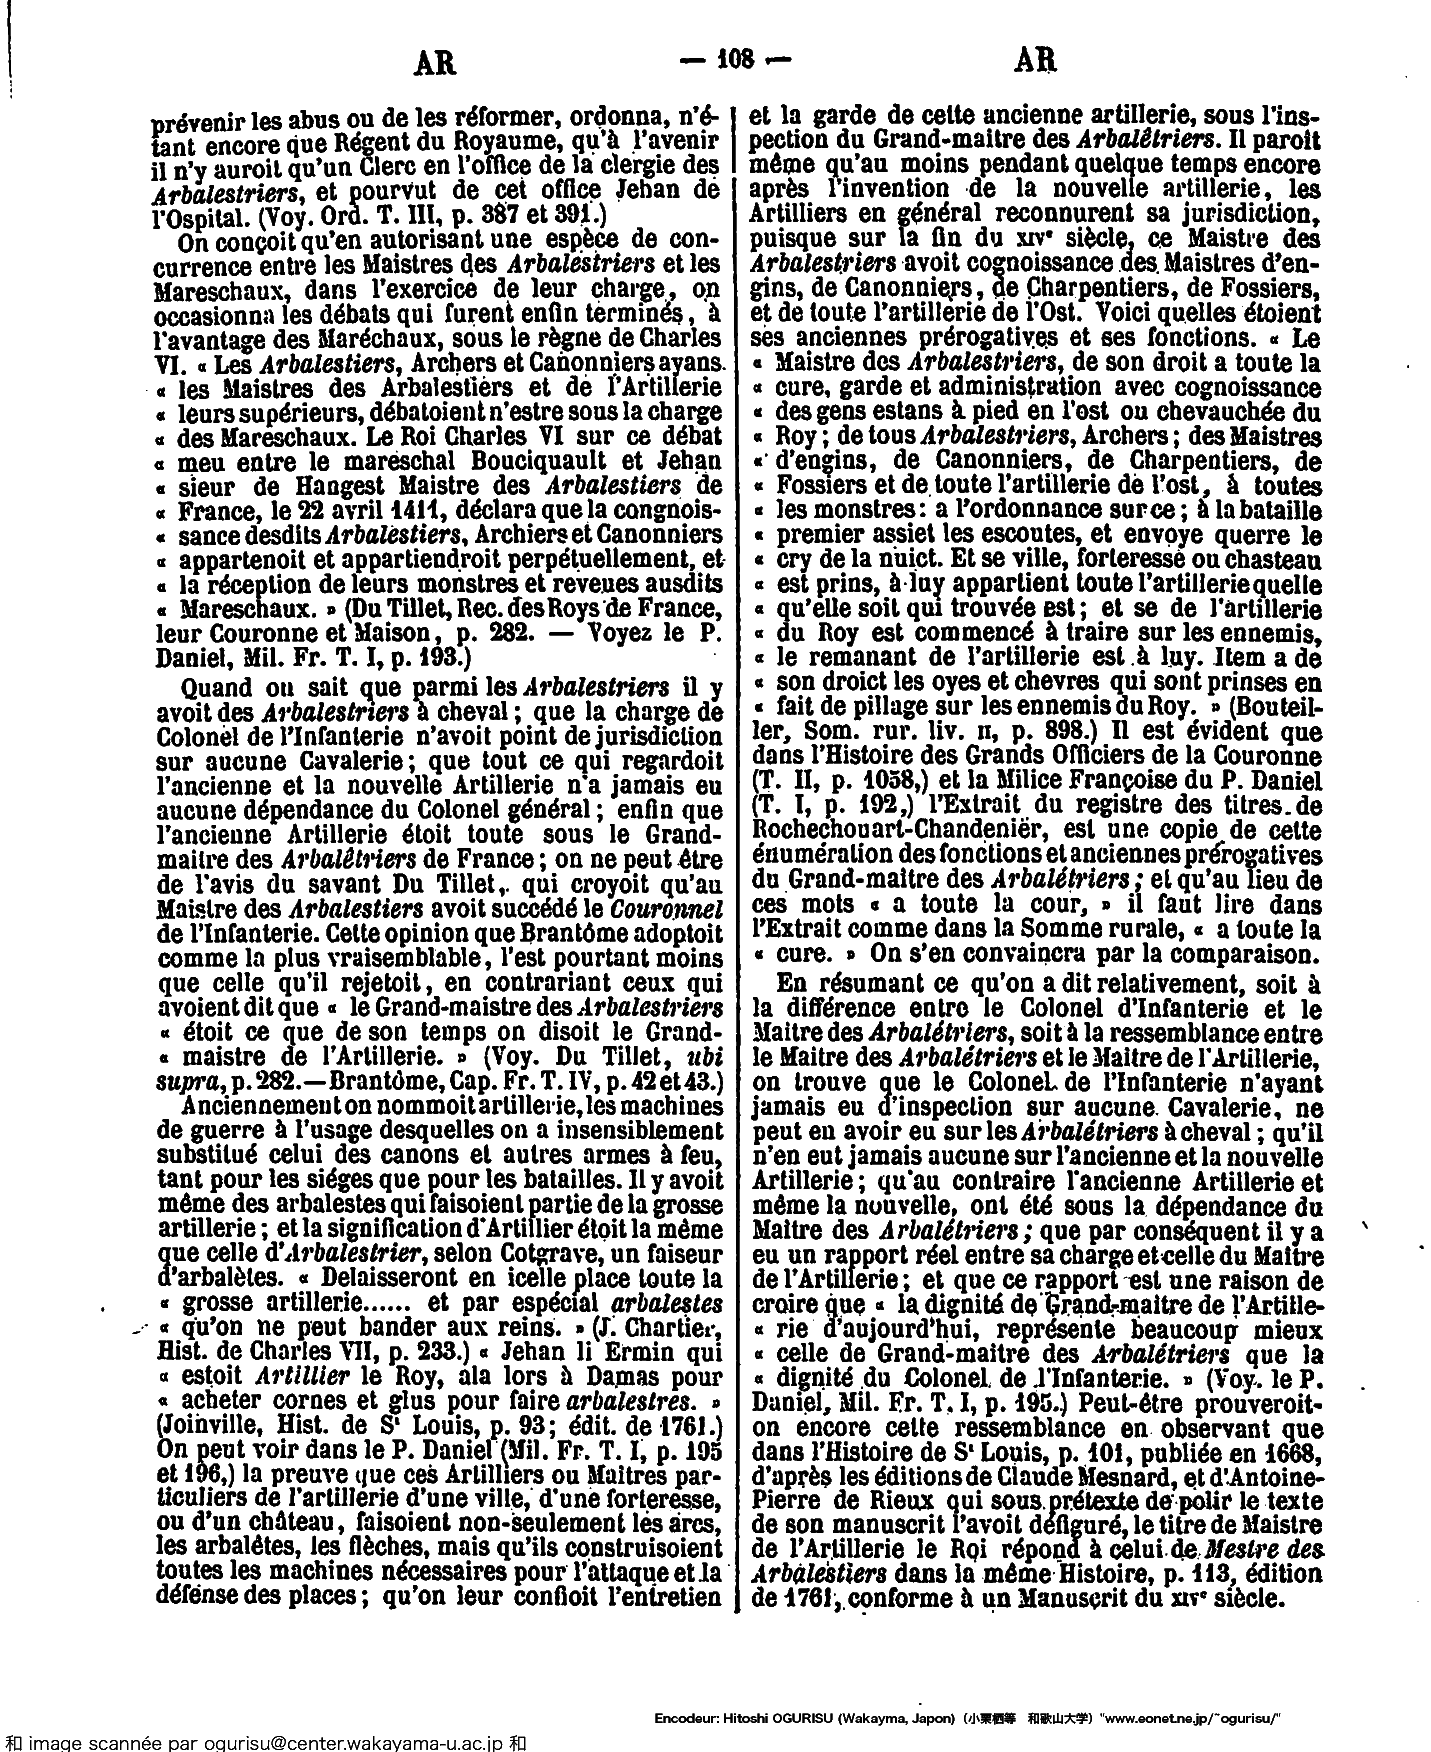 AR — 108 — AR
prévenir les abus ou de les réformer, ordonna, n'é-
tant encore que Régent du Royaume, qu'à l'avenir
il n'y auroit qu'un Clerc en l'office de la clergie des
Arbalestriers, et pourvut de cet office Jehan de
l'Ospital. (Voy. Ord. T. III, p. 387 et 391.)
On conçoit qu'en autorisant une espèce de con-
currence entre les Maistres des Arbalestriers et les
Mareschaux, dans l'exercice de leur charge, on
occasionna les débats qui furent enfin terminés, à
l'avantage des Maréchaux, sous le règne de Charles
VI. « Les Arbalestiers, Archers et Canonniers ayans
« les Maistres des Arbalestiers et de l'Artillerie
« leurs supérieurs, débatoient n'estre sous la charge
« des Mareschaux. Le Roi Charles VI sur ce débat
« meu entre le mareschal Bouciquault et Jehan
« sieur de Hangest Maistre des Arbalestiers de
« France, le 22 avril 1411, déclara que la congnois-
« sance desdits Arbalestiers, Archiers et Canonniers
« appartenoit et appartiendroit perpétuellement, et
« la réception de leurs monstres et reveues ausdits
« Mareschaux. » (Du Tillet, Rec. des Roys de France,
leur Couronne et Maison, p. 282. — Voyez le P.
Daniel, Mil. Fr. T. I, p. 193.)
Quand on sait que parmi les Arbalestriers il y
avoit des Arbalestriers à cheval ; que la charge de
Colonel de l'Infanterie n'avoit point de jurisdiction
sur aucune Cavalerie ; que tout ce qui regardoit
l'ancienne et la nouvelle Artillerie n'a jamais eu
aucune dépendance du Colonel général ; enfin que
l'ancienne Artillerie étoit toute sous le Grand-
maitre des Arbalêtriers de France ; on ne peut être
de l'avis du savant Du Tillet, qui croyoit qu'au
Maistre des Arbalestiers avoit succédé le Couronnel
de l'Infanterie. Cette opinion que Brantôme adoptoit
comme la plus vraisemblable, l'est pourtant moins
que celle qu'il rejetoit, en contrariant ceux qui
avoient dit que « le Grand-maistre des Arbalestriers
« étoit ce que de son temps on disoit le Grand-
« maistre de l'Artillerie. » (Voy. Du Tillet, ubi
supra, p. 282. — Brantôme, Cap. Fr. T. IV, p. 42 et 43.)
Anciennement on nommoit artillerie, les machines
de guerre à l'usage desquelles on a insensiblement
substitué celui des canons et autres armes à feu,
tant pour les siéges que pour les batailles. Il y avoit
même des arbalestes qui faisoient partie de la grosse
artillerie ; et la signification d'Artillier étoit la même
que celle d'Arbalestrier, selon Cotgrave, un faiseur
d'arbalètes. « Delaisseront en icelle place toute la
« grosse artillerie...... et par espécial arbalestes
« qu'on ne peut bander aux reins. » (J. Chartier,
Hist. de Charles VII, p. 233.) « Jehan li Ermin qui
« estoit Artillier le Roy, ala lors à Damas pour
« acheter cornes et glus pour faire arbalestres. »
(Joinville, Hist. de St Louis, p. 93 ; édit. de 1761.)
On peut voir dans le P. Daniel (Mil. Fr. T. I, p. 195
et 196,) la preuve que ces Artilliers ou Maitres par-
ticuliers de l'artillerie d'une ville, d'une forteresse,
ou d'un château, faisoient non-seulement les arcs,
les arbalêtes, les flèches, mais qu'ils construisoient
toutes les machines nécessaires pour l'attaque et la
défense des places ; qu'on leur confioit l'entretien
et la garde de cette ancienne artillerie, sous l'ins-
pection du Grand-maitre des Arbalêtriers. Il paroit
même qu'au moins pendant quelque temps encore
après l'invention de la nouvelle artillerie, les
Artilliers en général reconnurent sa jurisdiction,
puisque sur la fin du XIVe siècle, ce Maistre des
Arbalestriers avoit cognoissance des Maistres d'en-
gins, de Canonniers, de Charpentiers, de Fossiers,
et de toute l'artillerie de l'Ost. Voici quelles étoient
ses anciennes prérogatives et ses fonctions. « Le
« Maistre des Arbalestriers, de son droit a toute la
« cure, garde et administration avec cognoissance
« des gens estans à pied en l'ost ou chevauchée du
« Roy ; de tous Arbalestriers, Archers ; des Maistres
« d'engins, de Canonniers, de Charpentiers, de
« Fossiers et de toute l'artillerie de l'ost, à toutes
« les monstres : a l'ordonnance sur ce ; à la bataille
« premier assiet les escoutes, et envoye querre le
« cry de la nuict. Et se ville, forteresse ou chasteau
« est prins, à luy appartient toute l'artillerie quelle
« qu'elle soit qui trouvée est ; et se de l'artillerie
« du Roy est commencé à traire sur les ennemis,
« le remanant de l'artillerie est à luy. Item a de
« son droict les oyes et chevres qui sont prinses en
« fait de pillage sur les ennemis du Roy. » (Bouteil-
ler, Som. rur. liv. II, p. 898.) Il est évident que
dans l'Histoire des Grands Officiers de la Couronne
(T. II, p. 1058,) et la Milice Françoise du P. Daniel
(T. I, p. 192,) l'Extrait du registre des titres de
Rochechouart-Chandeniër, est une copie de cette
énumération des fonctions et anciennes prérogatives
du Grand-maître des Arbalétriers ; et qu'au lieu de
ces mots « a toute la cour, » il faut lire dans
l'Extrait comme dans la Somme rurale, « a toute la
« cure. » On s'en convaincra par la comparaison.
En résumant ce qu'on a dit relativement, soit à
la différence entre le Colonel d'Infanterie et le
Maitre des Arbalétriers, soit à la ressemblance entre
le Maitre des Arbalétriers et le Maitre de l'Artillerie,
on trouve que le Colonel de l'Infanterie n'ayant
jamais eu d'inspection sur aucune Cavalerie, ne
peut en avoir eu sur les Arbalétriers à cheval ; qu'il
n'en eut jamais aucune sur l'ancienne et la nouvelle
Artillerie ; qu'au contraire l'ancienne Artillerie et
même la nouvelle, ont été sous la dépendance du
Maître des Arbalétriers ; que par conséquent il y a
eu un rapport réel entre sa charge et celle du Maître
de l'Artillerie ; et que ce rapport est une raison de
croire que « la dignité de Grand-maitre de l'Artille-
« rie d'aujourd'hui, représente beaucoup mieux
« celle de Grand-maitre des Arbalétriers que la
« dignité du Colonel de l'Infanterie. » (Voy. le P.
Daniel, Mil. Fr. T. I, p. 195.) Peut-être prouveroit-
on encore cette ressemblance en observant que
dans l'Histoire de St Louis, p. 101, publiée en 1668,
d'après les éditions de Claude Mesnard, et d'Antoine-
Pierre de Rieux qui sous prétexte de polir le texte
de son manuscrit l'avoit défiguré, le titre de Maistre
de l'Artillerie le Roi répond à celui de Mestre des
Arbalestiers dans la même Histoire, p. 113, édition
de 1761, conforme à un Manuscrit du XIVe siècle.
Encodeur: Hitoshi OGURISU (Wakayma, Japon)（小栗栖等　和歌山大学）"www.eonet.ne.jp/~ogurisu/"
和 image scannée par ogurisu@center.wakayama-u.ac.jp 和